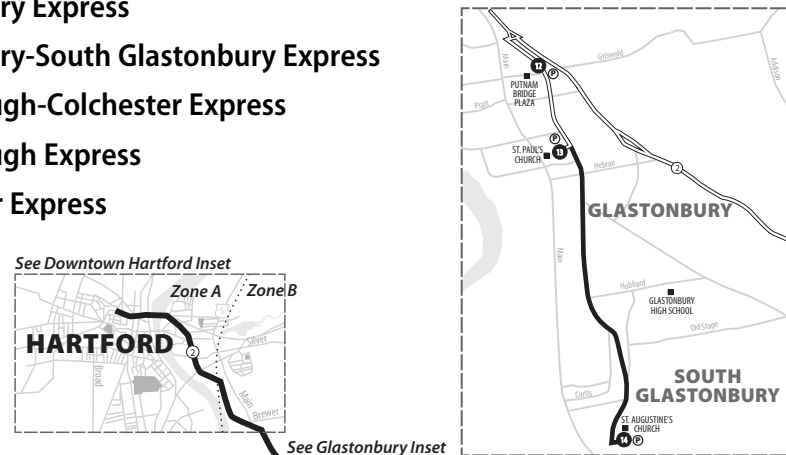 ry Express
ry-South Glastonbury Express
ugh-Colchester Express
ugh Express
r Express
See Downtown Hartford Inset
Zone A
Zone B
5
HARTFORD
2
Silver
Broad
Main
Brewer
See Glastonbury Inset
Main
Griswold
Addison
12
P
PUTNAM
BRIDGE
PLAZA
Pratt
P
ST. PAUL'S
CHURCH
13
Hebron
2
GLASTONBURY
Main
Hubbard
GLASTONBURY
HIGH SCHOOL
Old Stage
SOUTH
GLASTONBURY
Curtis
ST. AUGUSTINE'S
CHURCH
14
P